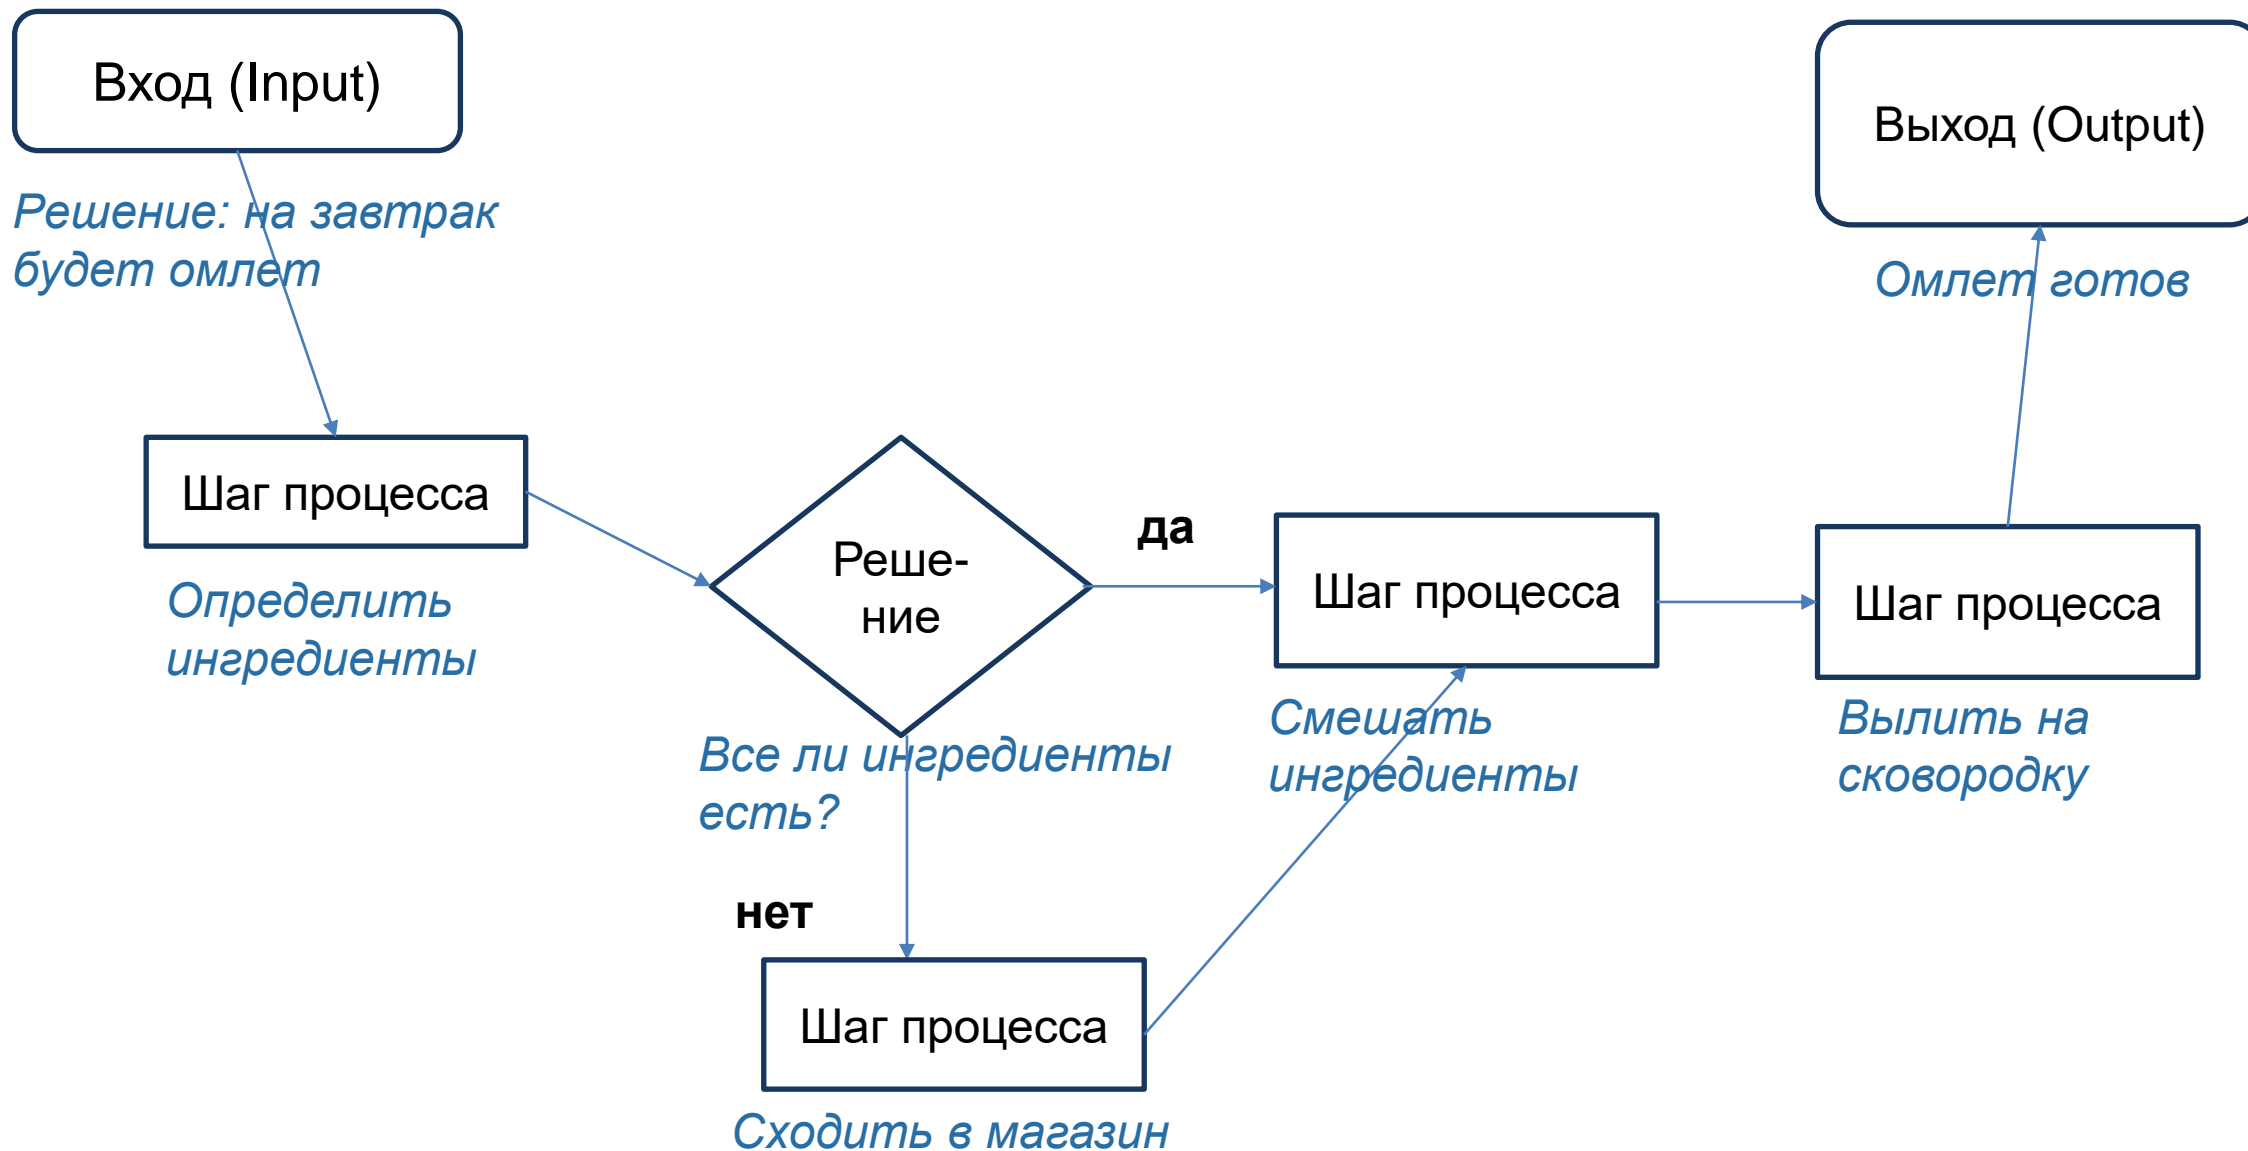 Вход (Input)
Решение: на завтрак
будет омлет
Выход (Output)
Омлет готов
Шаг процесса
Определить
ингредиенты
Реше-
ние
Все ли ингредиенты
есть?
да
нет
Шаг процесса
Сходить в магазин
Шаг процесса
Смешать
ингредиенты
Шаг процесса
Вылить на
сковородку